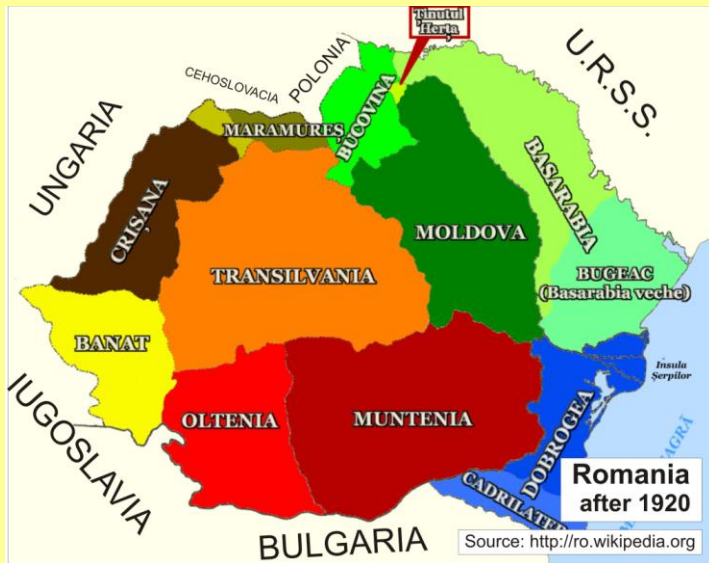 Ținutul
Herța
U.R.S.S.
POLONIA
CEHOSLOVACIA
UNGARIA
MARAMUREȘ
BUCOVINA
BASARABIA
CRIȘANA
MOLDOVA
TRANSILVANIA
BUGEAC
(Basarabia veche)
BANAT
Insula
Șerpilor
IUGOSLAVIA
OLTENIA
MUNTENIA
DOBROGEA
CADRILATER
Romania
after 1920
BULGARIA
Source: http://ro.wikipedia.org